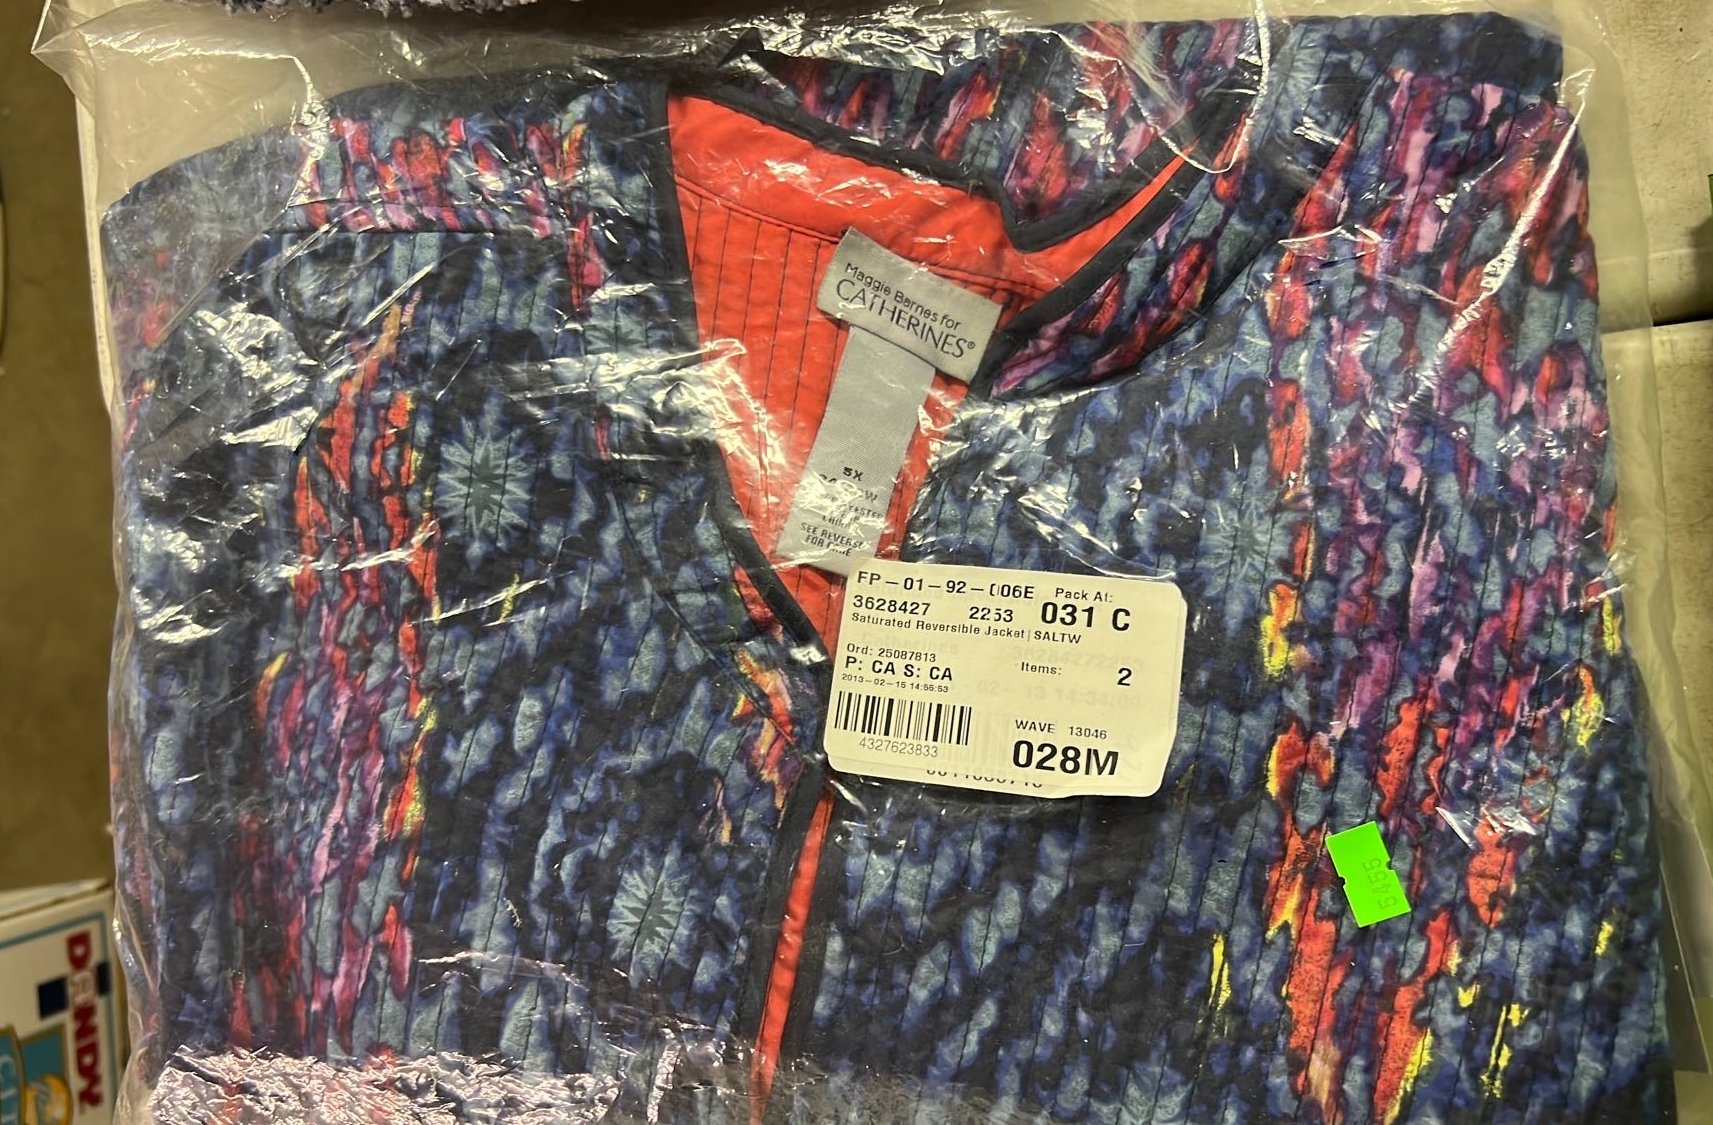 Maggie Barnes for
CATHERINES®
5X
SEE REVERSE
FOR CARE
FP-01-92-006E Pack At:
3628427 2253 031 C
Saturated Reversible Jacket | SALTW
Ord: 25087813
P: CA S: CA Items: 2
2013-02-15 14:55:53
WAVE 13046
4327623833 028M
5455